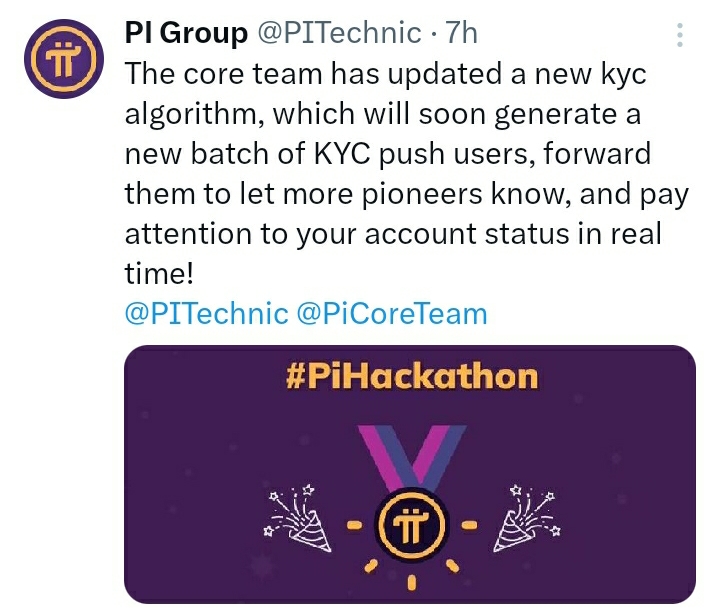 PI Group @PITechnic · 7h
The core team has updated a new kyc
algorithm, which will soon generate a
new batch of KYC push users, forward
them to let more pioneers know, and pay
attention to your account status in real
time!
@PITechnic @PiCoreTeam
#PiHackathon